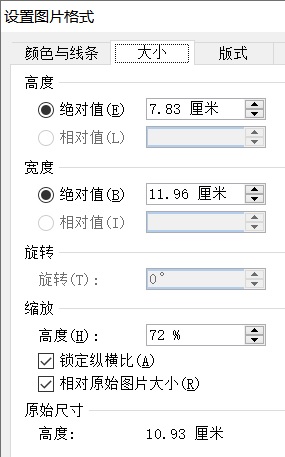 设置图片格式
颜色与线条 大小 版式
高度
绝对值(E) 7.83 厘米
相对值(L)
宽度
绝对值(B) 11.96 厘米
相对值(I)
旋转
旋转(T): 0°
缩放
高度(H): 72 %
锁定纵横比(A)
相对原始图片大小(R)
原始尺寸
高度: 10.93 厘米